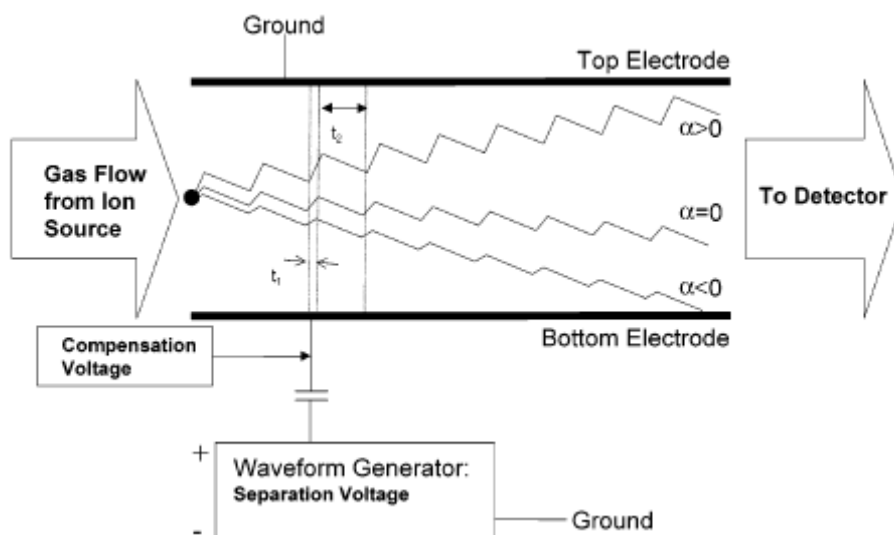 Ground
Top Electrode
t₂
α>0
Gas Flow
from Ion
Source
α=0
To Detector
t₁
α<0
Bottom Electrode
Compensation
Voltage
+
Waveform Generator:
Separation Voltage
-
Ground